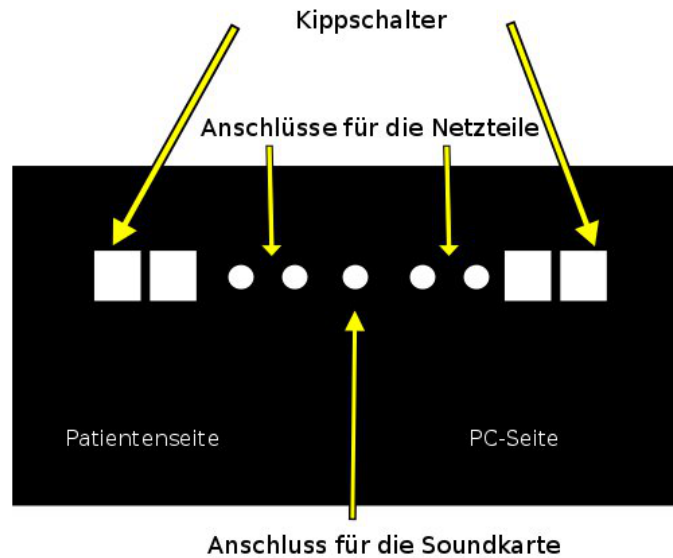 Kippschalter
Anschlüsse für die Netzteile
Patientenseite
PC-Seite
Anschluss für die Soundkarte